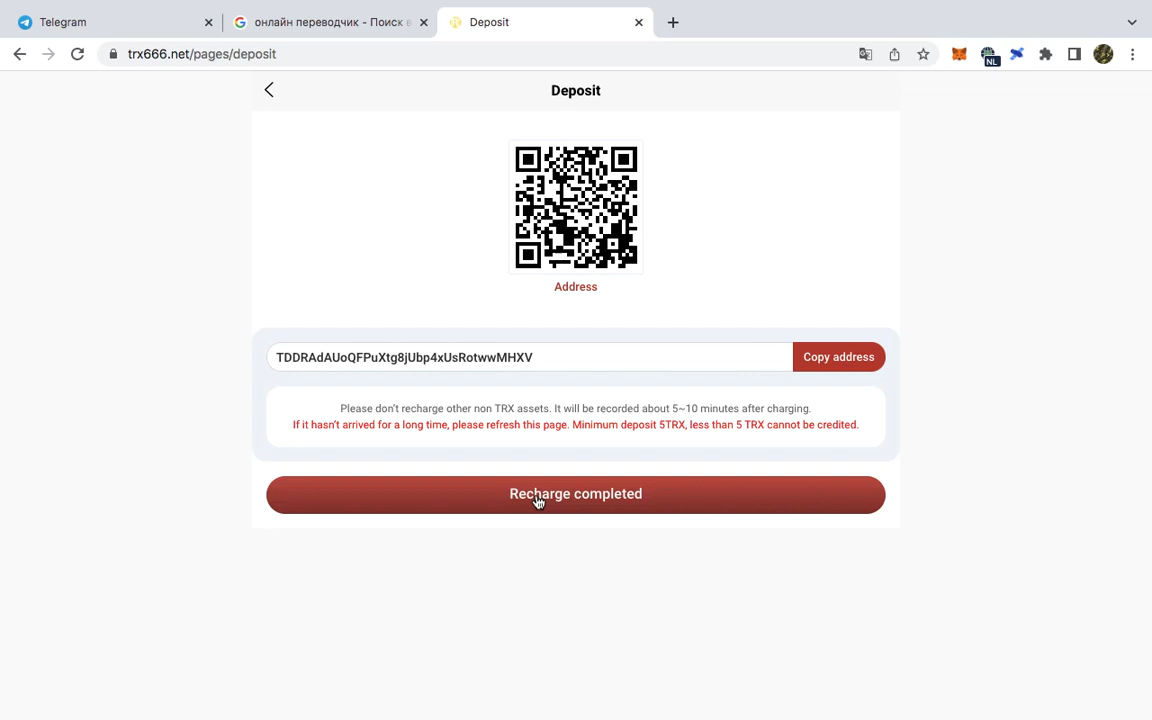 Telegram
онлайн переводчик - Поиск в
Deposit
trx666.net/pages/deposit
NL
Deposit
Address
TDDRAdAUoQFPuXtg8jUbp4xUsRotwwMHXV
Copy address
Please don't recharge other non TRX assets. It will be recorded about 5~10 minutes after charging.
If it hasn't arrived for a long time, please refresh this page. Minimum deposit 5TRX, less than 5 TRX cannot be credited.
Recharge completed